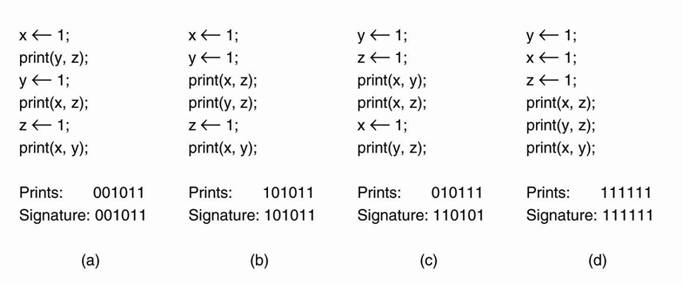 x ← 1;
print(y, z);
y ← 1;
print(x, z);
z ← 1;
print(x, y);
Prints: 001011
Signature: 001011
(a)
x ← 1;
y ← 1;
print(x, z);
print(y, z);
z ← 1;
print(x, y);
Prints: 101011
Signature: 101011
(b)
y ← 1;
z ← 1;
print(x, y);
print(x, z);
x ← 1;
print(y, z);
Prints: 010111
Signature: 110101
(c)
y ← 1;
x ← 1;
z ← 1;
print(x, z);
print(y, z);
print(x, y);
Prints: 111111
Signature: 111111
(d)